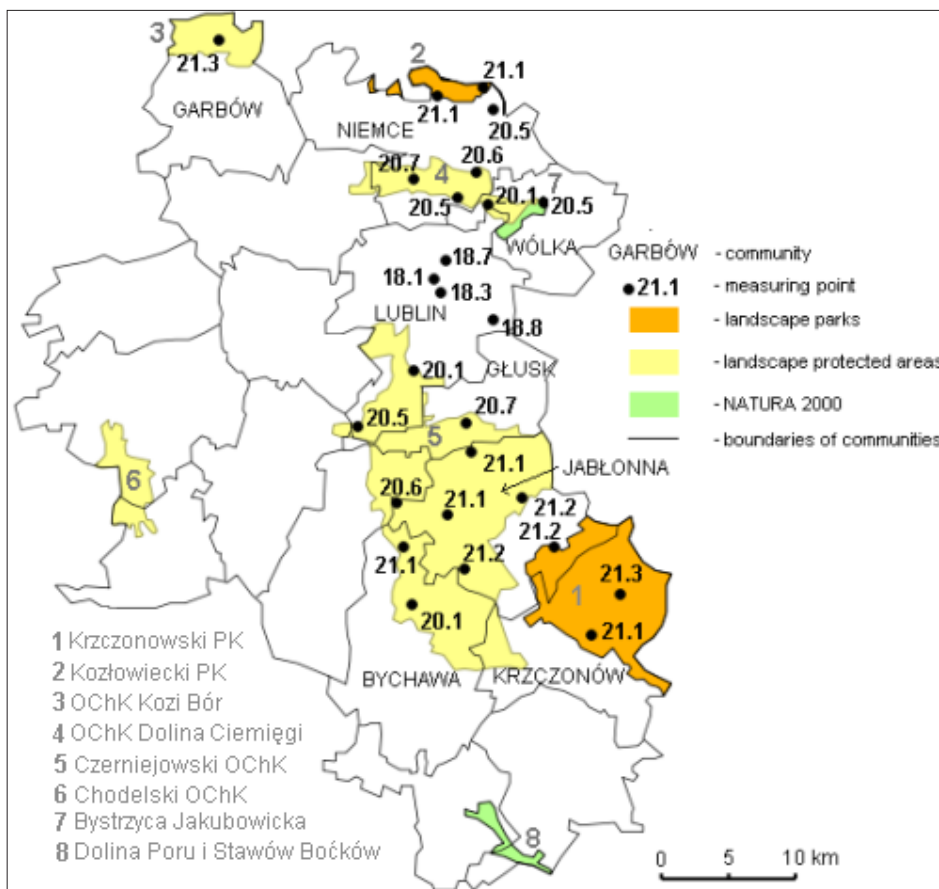 3
21.3
GARBÓW
2
21.1
21.1
20.5
NIEMCE
20.6
20.7
4
7
20.5
20.1
20.5
WÓLKA
18.7
18.1
18.3
LUBLIN
18.8
GŁUSK
20.1
20.7
20.5
5
21.1
JABŁONNA
6
20.6
21.1
21.2
21.2
21.1
21.2
21.3
1
20.1
21.1
BYCHAWA
KRZCZONÓW
8
GARBÓW - community
21.1 - measuring point
- landscape parks
- landscape protected areas
- NATURA 2000
- boundaries of communities
1 Krzczonowski PK
2 Kozłowiecki PK
3 OChK Kozi Bór
4 OChK Dolina Ciemięgi
5 Czerniejowski OChK
6 Chodelski OChK
7 Bystrzyca Jakubowicka
8 Dolina Poru i Stawów Boćków
0 5 10 km